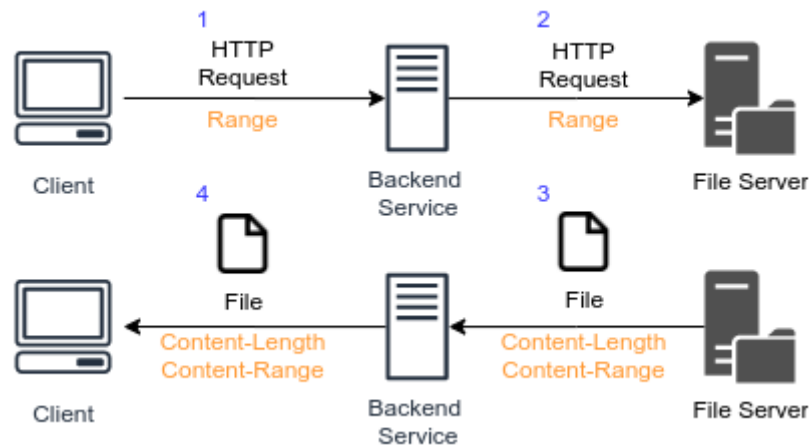 1
2
HTTP
Request
HTTP
Request
Range
Range
Client
Backend
Service
File Server
4
3
File
File
Content-Length
Content-Range
Content-Length
Content-Range
Client
Backend
Service
File Server